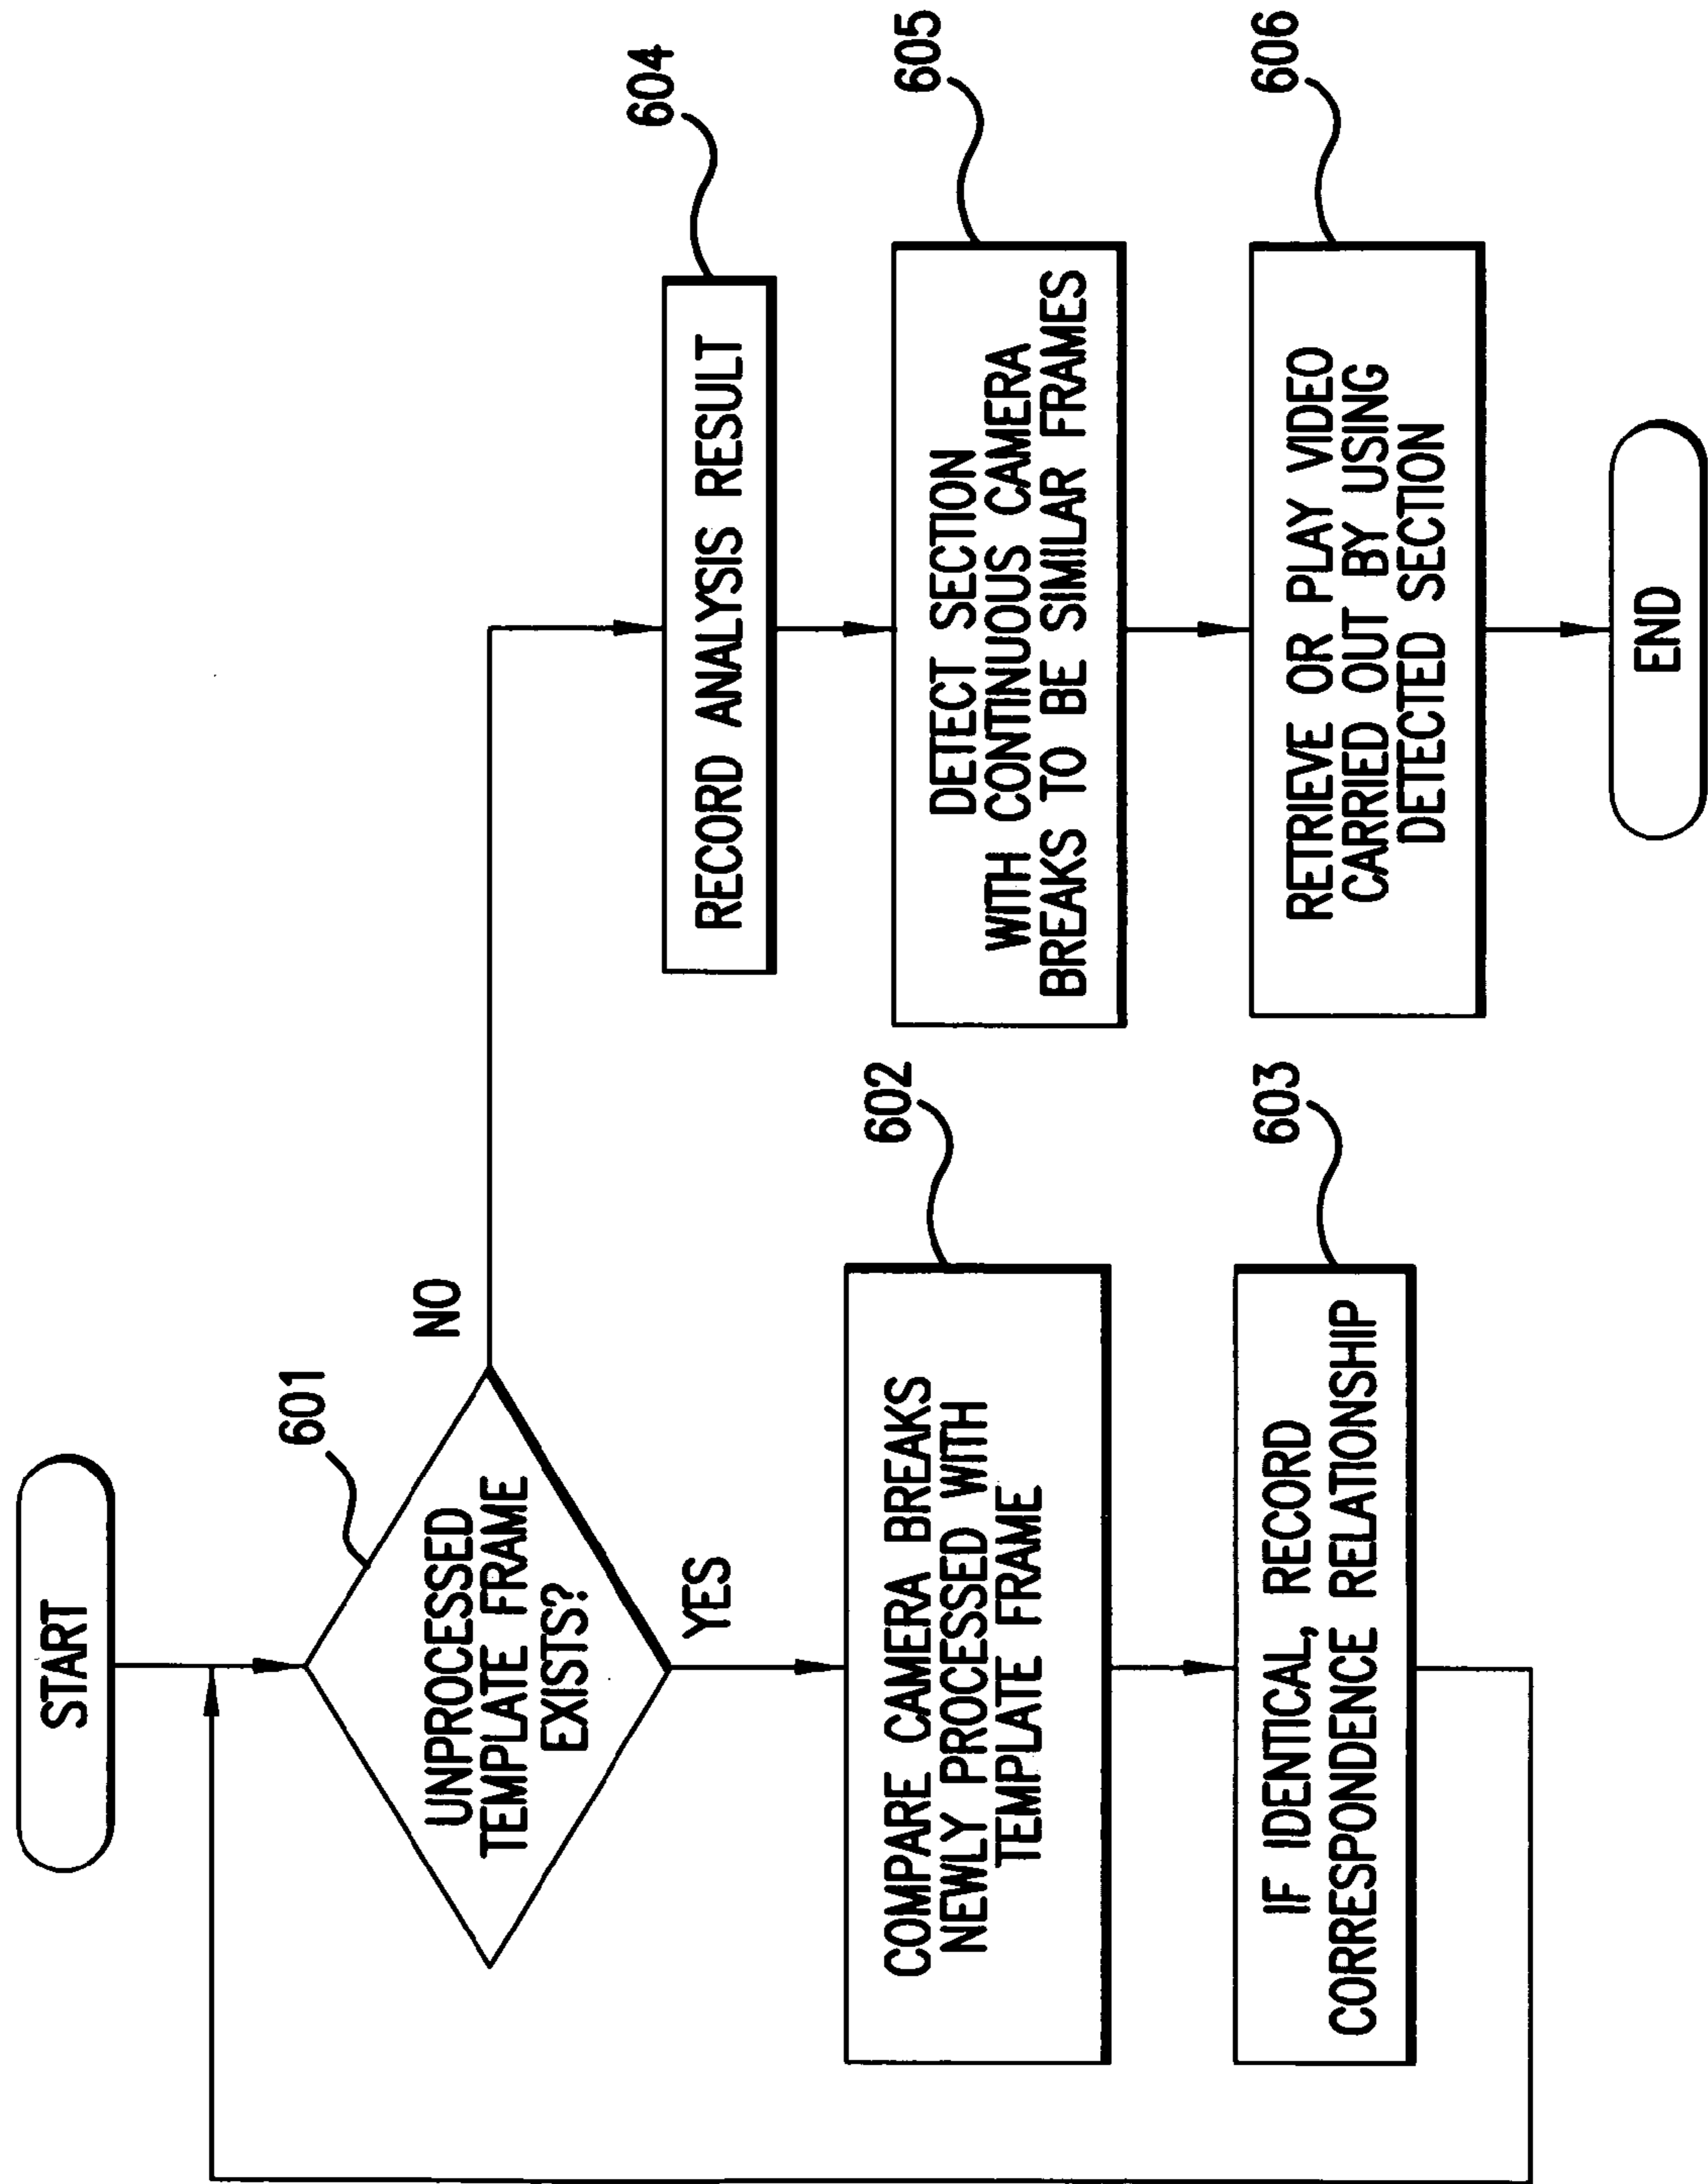 START
601
UNPROCESSED
TEMPLATE FRAME
EXISTS?
NO
YES
602
COMPARE CAMERA BREAKS
NEWLY PROCESSED WITH
TEMPLATE FRAME
603
IF IDENTICAL, RECORD
CORRESPONDENCE RELATIONSHIP
604
RECORD ANALYSIS RESULT
605
DETECT SECTION
WITH CONTINUOUS CAMERA
BREAKS TO BE SIMILAR FRAMES
606
RETRIEVE OR PLAY VIDEO
CARRIED OUT BY USING
DETECTED SECTION
END